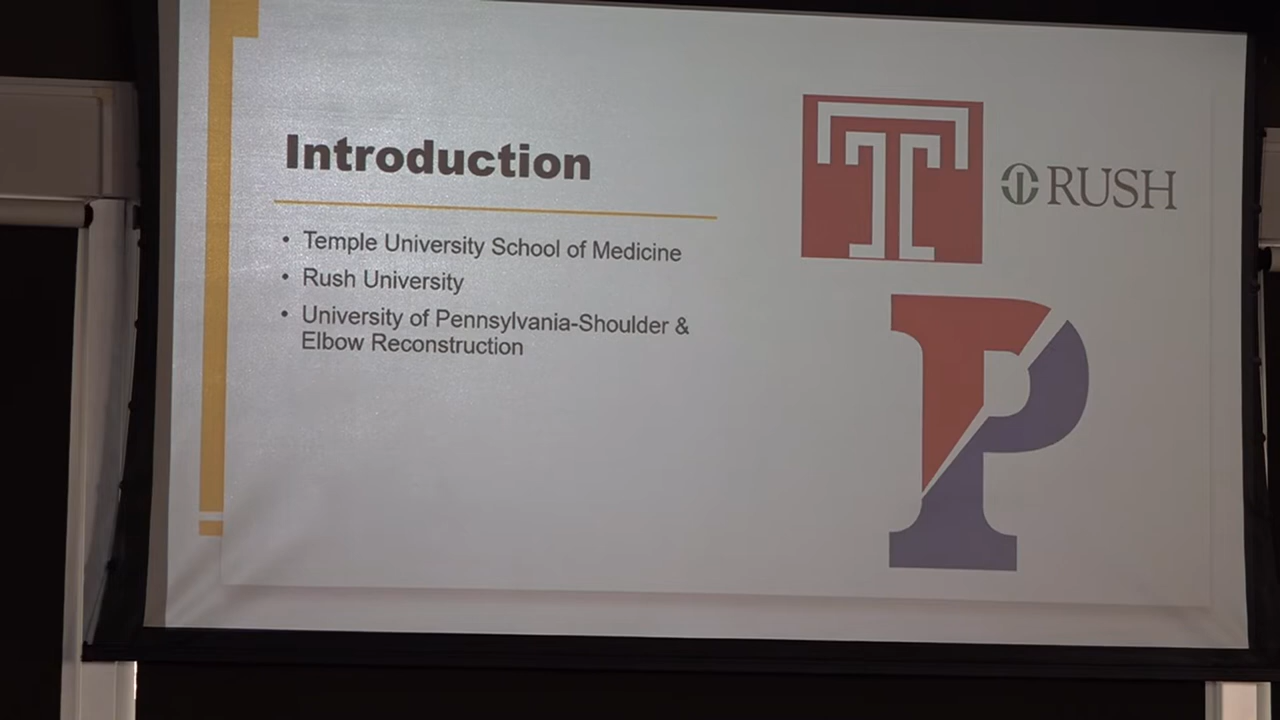 Introduction
• Temple University School of Medicine
• Rush University
• University of Pennsylvania-Shoulder &
Elbow Reconstruction
T
RUSH
P